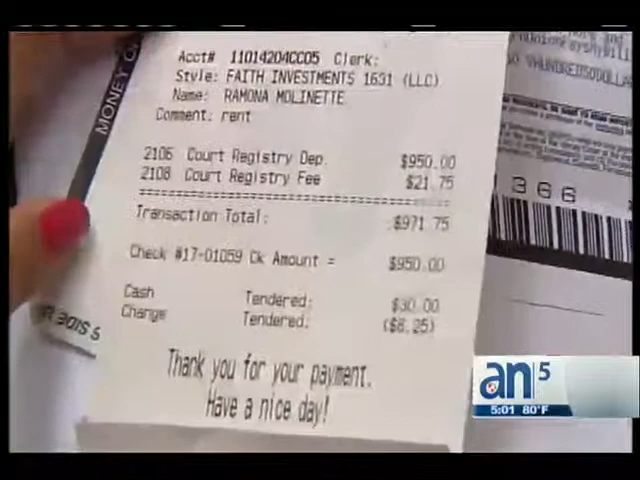 Acct# 11014204CC05 Clerk:
Style: FAITH INVESTMENTS 1631 (LLC)
Name: RAMONA MOLINETTE
Comment: rent
2106 Court Registry Dep. $950.00
2108 Court Registry Fee $21.75
Transaction Total: $971.75
Check #17-01059 Ck Amount = $950.00
Cash Tendered: $30.00
Change Tendered: ($8.25)
Thank you for your payment.
Have a nice day!
MONEY
366
an 5
5:01 80°F